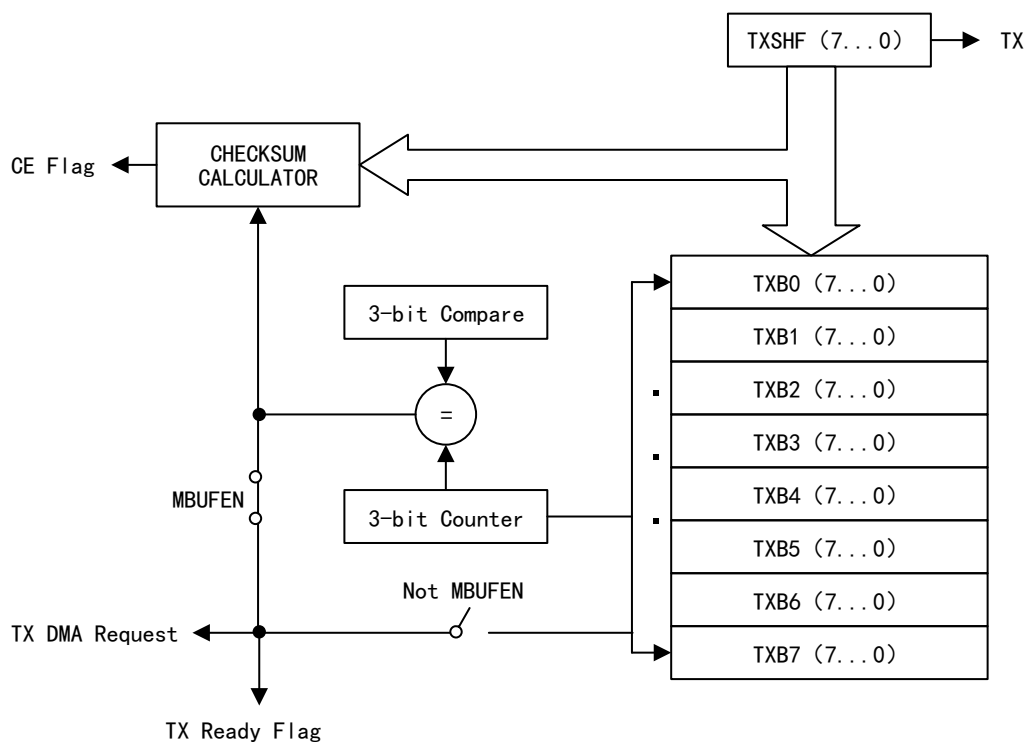 TXSHF (7...0)
TX
CHECKSUM
CALCULATOR
CE Flag
TXB0 (7...0)
3-bit Compare
TXB1 (7...0)
TXB2 (7...0)
=
TXB3 (7...0)
MBUFEN
TXB4 (7...0)
3-bit Counter
TXB5 (7...0)
Not MBUFEN
TXB6 (7...0)
TX DMA Request
TXB7 (7...0)
TX Ready Flag